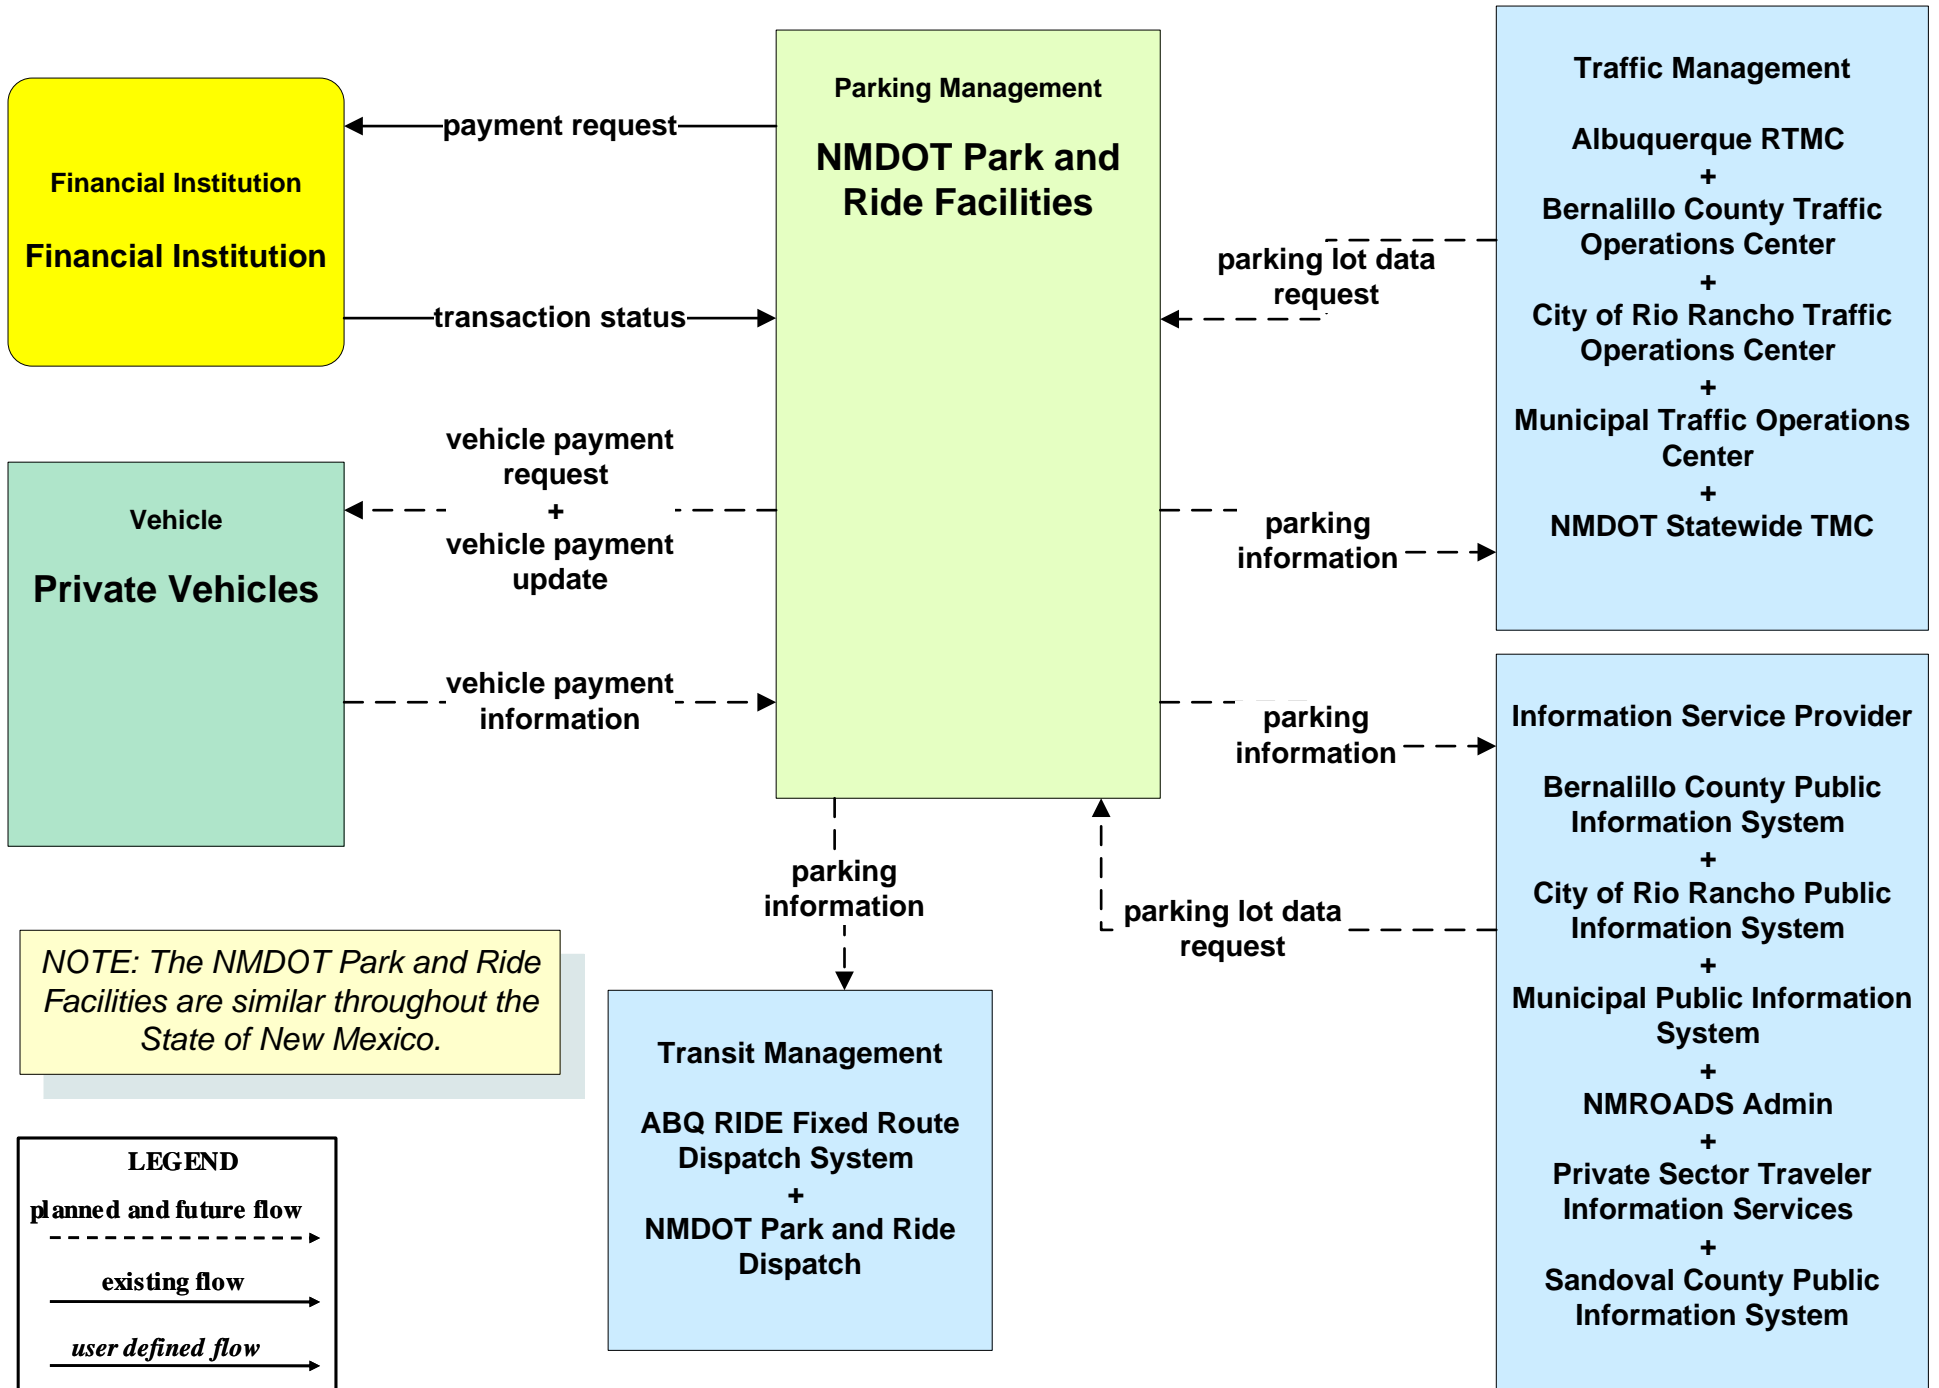 Financial Institution
Financial Institution
payment request
transaction status
Parking Management
NMDOT Park and
Ride Facilities
Traffic Management
Albuquerque RTMC
+
Bernalillo County Traffic
Operations Center
+
City of Rio Rancho Traffic
Operations Center
+
Municipal Traffic Operations
Center
+
NMDOT Statewide TMC
parking lot data
request
parking
information
Vehicle
Private Vehicles
vehicle payment
request
+
vehicle payment
update
vehicle payment
information
parking
information
parking lot data
request
Information Service Provider
Bernalillo County Public
Information System
+
City of Rio Rancho Public
Information System
+
Municipal Public Information
System
+
NMROADS Admin
+
Private Sector Traveler
Information Services
+
Sandoval County Public
Information System
parking
information
Transit Management
ABQ RIDE Fixed Route
Dispatch System
+
NMDOT Park and Ride
Dispatch
NOTE: The NMDOT Park and Ride
Facilities are similar throughout the
State of New Mexico.
LEGEND
planned and future flow
existing flow
user defined flow